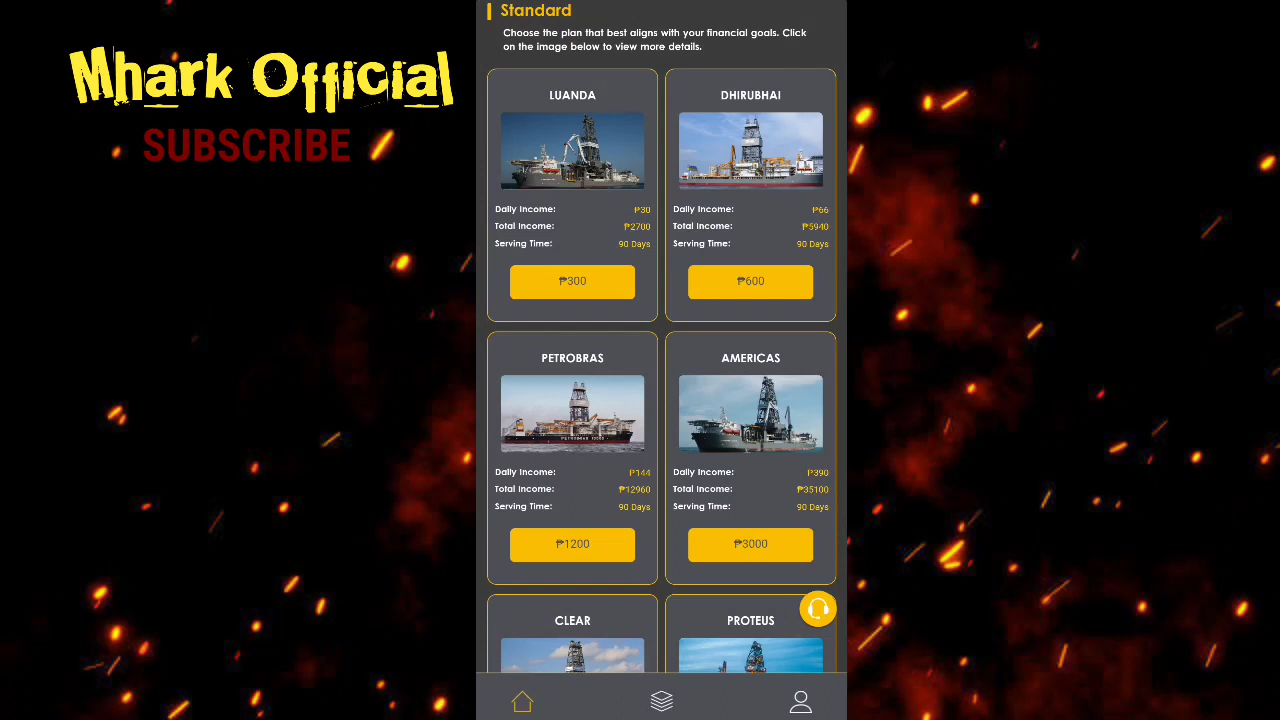 Mhark Official
SUBSCRIBE
Standard
Choose the plan that best aligns with your financial goals. Click
on the image below to view more details.
LUANDA
Daily Income: ₱30
Total Income: ₱2700
Serving Time: 90 Days
₱300
DHIRUBHAI
Daily Income: ₱66
Total Income: ₱5940
Serving Time: 90 Days
₱600
PETROBRAS
PETROBRAS 10000
Daily Income: ₱144
Total Income: ₱12960
Serving Time: 90 Days
₱1200
AMERICAS
Daily Income: ₱390
Total Income: ₱35100
Serving Time: 90 Days
₱3000
CLEAR
PROTEUS